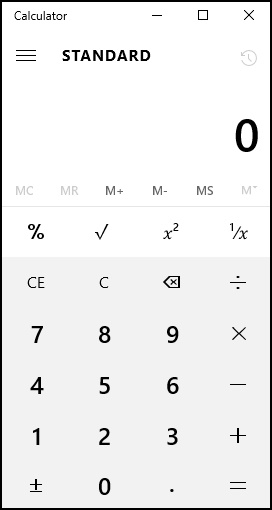 Calculator
STANDARD
0
MC MR M+ M- MS M˅
% √ x² ¹/x
CE C ÷
7 8 9 ×
4 5 6 −
1 2 3 +
± 0 . =